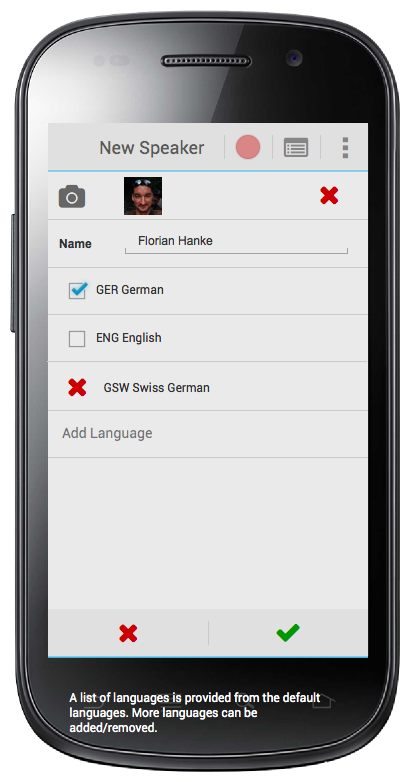 New Speaker
Name
Florian Hanke
GER German
ENG English
GSW Swiss German
Add Language
A list of languages is provided from the default
languages. More languages can be
added/removed.